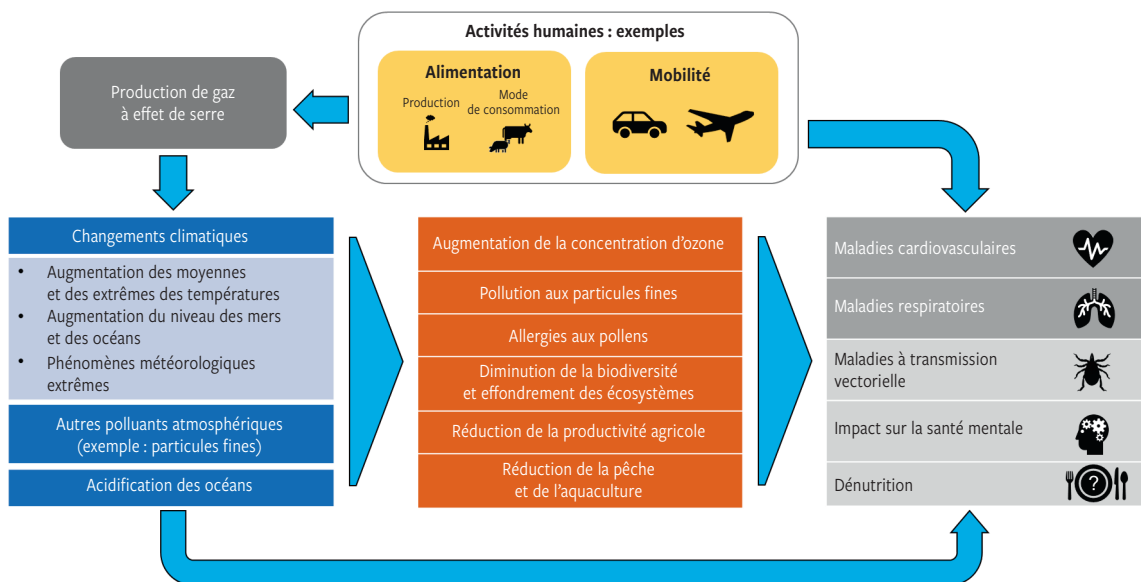 Activités humaines : exemples
Alimentation
Production
Mode
de consommation
Mobilité
Production de gaz
à effet de serre
Changements climatiques
• Augmentation des moyennes
et des extrêmes des températures
• Augmentation du niveau des mers
et des océans
• Phénomènes météorologiques
extrêmes
Autres polluants atmosphériques
(exemple : particules fines)
Acidification des océans
Augmentation de la concentration d'ozone
Pollution aux particules fines
Allergies aux pollens
Diminution de la biodiversité
et effondrement des écosystèmes
Réduction de la productivité agricole
Réduction de la pêche
et de l'aquaculture
Maladies cardiovasculaires
Maladies respiratoires
Maladies à transmission
vectorielle
Impact sur la santé mentale
Dénutrition
?